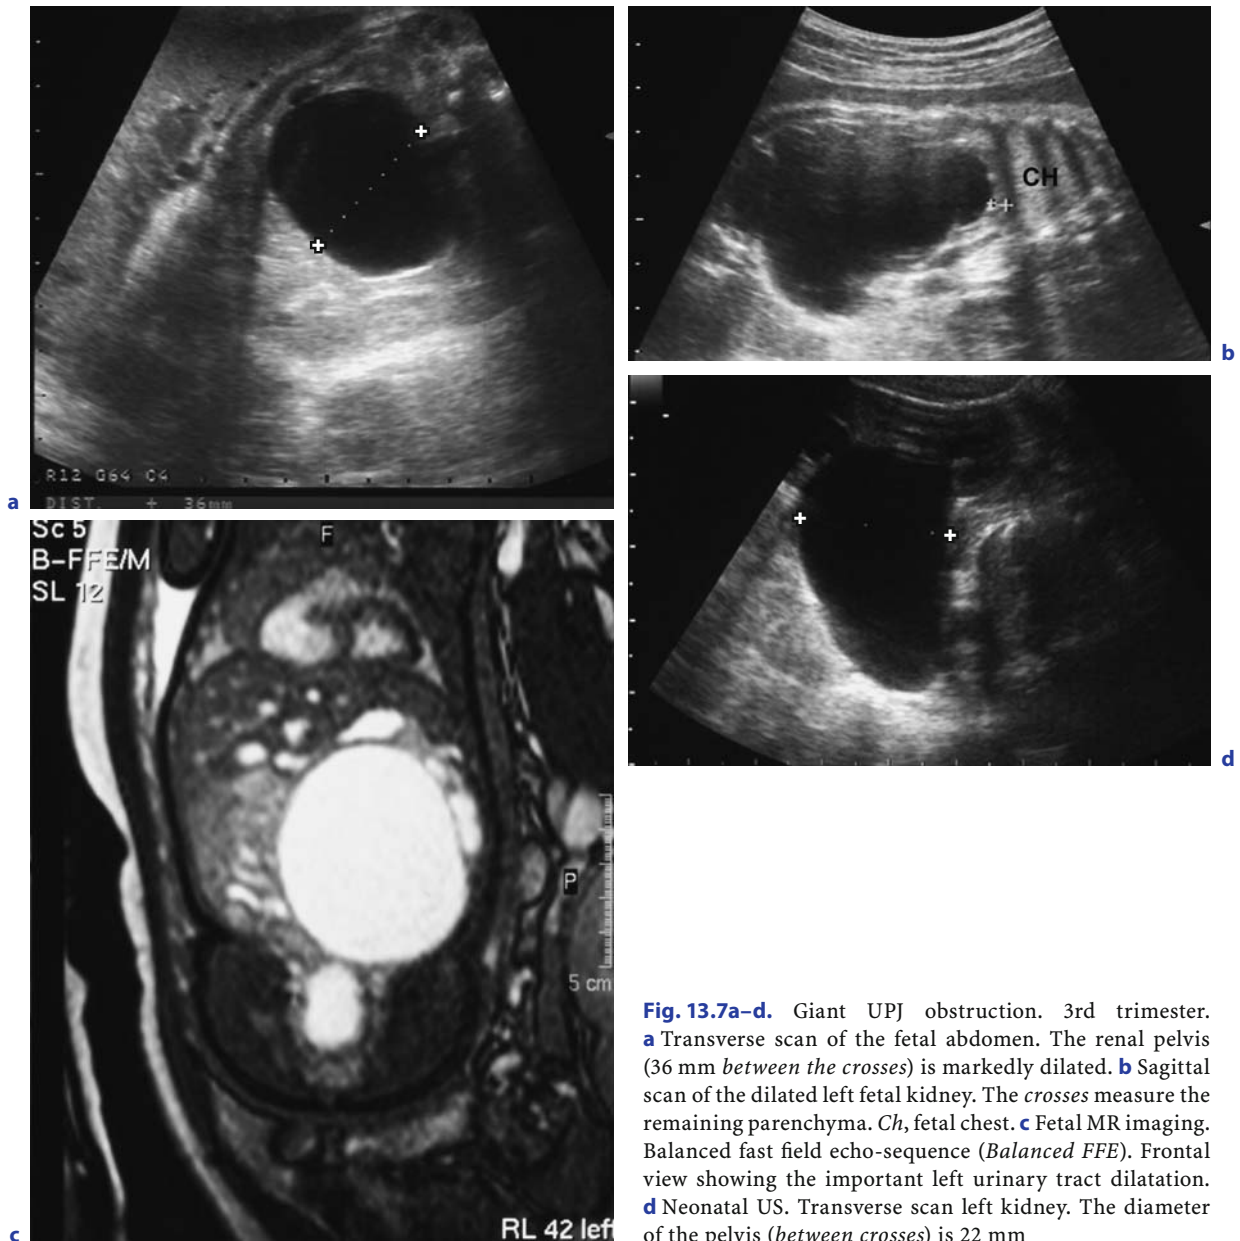 CH
b
R12 G64 C4
DIST. + 36mm
a
Sc 5
B-FFE/M
SL 12
F
P
5 cm
RL 42 left
c
d
Fig. 13.7a–d. Giant UPJ obstruction. 3rd trimester.
a Transverse scan of the fetal abdomen. The renal pelvis
(36 mm between the crosses) is markedly dilated. b Sagittal
scan of the dilated left fetal kidney. The crosses measure the
remaining parenchyma. Ch, fetal chest. c Fetal MR imaging.
Balanced fast field echo-sequence (Balanced FFE). Frontal
view showing the important left urinary tract dilatation.
d Neonatal US. Transverse scan left kidney. The diameter
of the pelvis (between crosses) is 22 mm